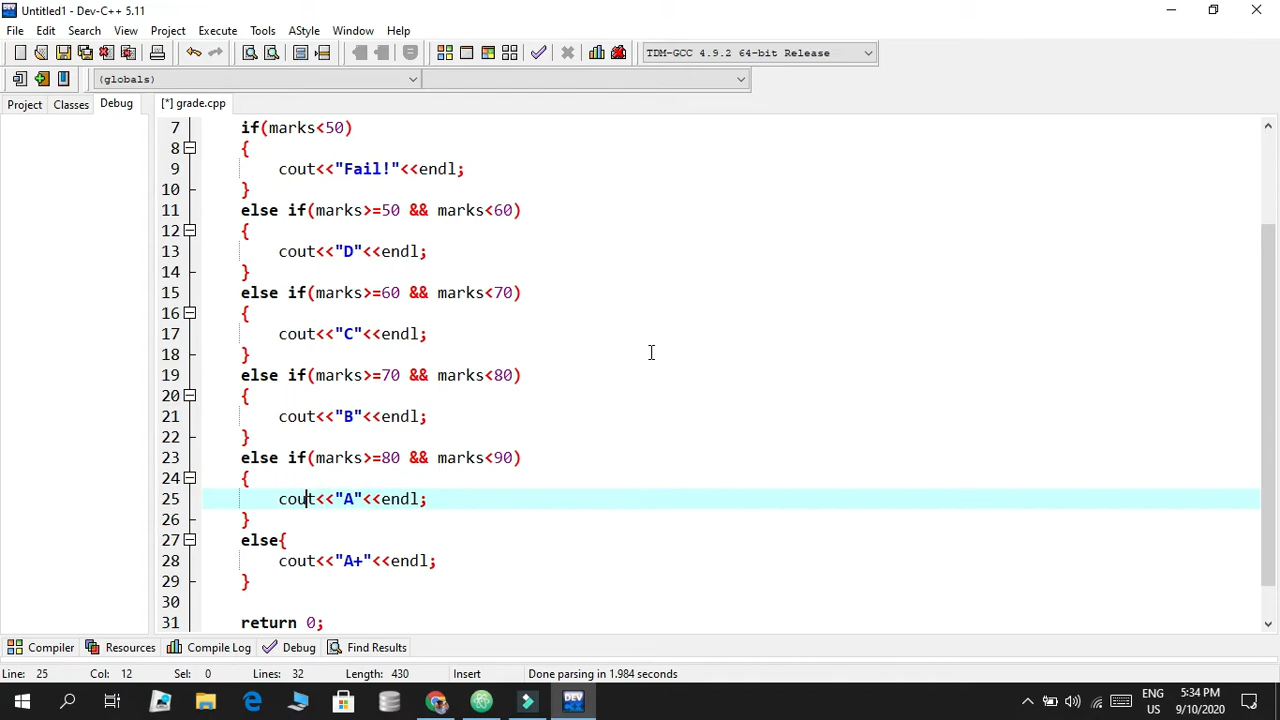 Untitled1 - Dev-C++ 5.11
File Edit Search View Project Execute Tools AStyle Window Help
TDM-GCC 4.9.2 64-bit Release
(globals)
Project Classes Debug [*] grade.cpp
7 if(marks<50)
8 {
9 cout<<"Fail!"<<endl;
10 }
11 else if(marks>=50 && marks<60)
12 {
13 cout<<"D"<<endl;
14 }
15 else if(marks>=60 && marks<70)
16 {
17 cout<<"C"<<endl;
18 }
19 else if(marks>=70 && marks<80)
20 {
21 cout<<"B"<<endl;
22 }
23 else if(marks>=80 && marks<90)
24 {
25 cout<<"A"<<endl;
26 }
27 else{
28 cout<<"A+"<<endl;
29 }
30
31 return 0;
Compiler Resources Compile Log Debug Find Results
Line: 25 Col: 12 Sel: 0 Lines: 32 Length: 430 Insert Done parsing in 1.984 seconds
DEV
ENG
US
5:34 PM
9/10/2020